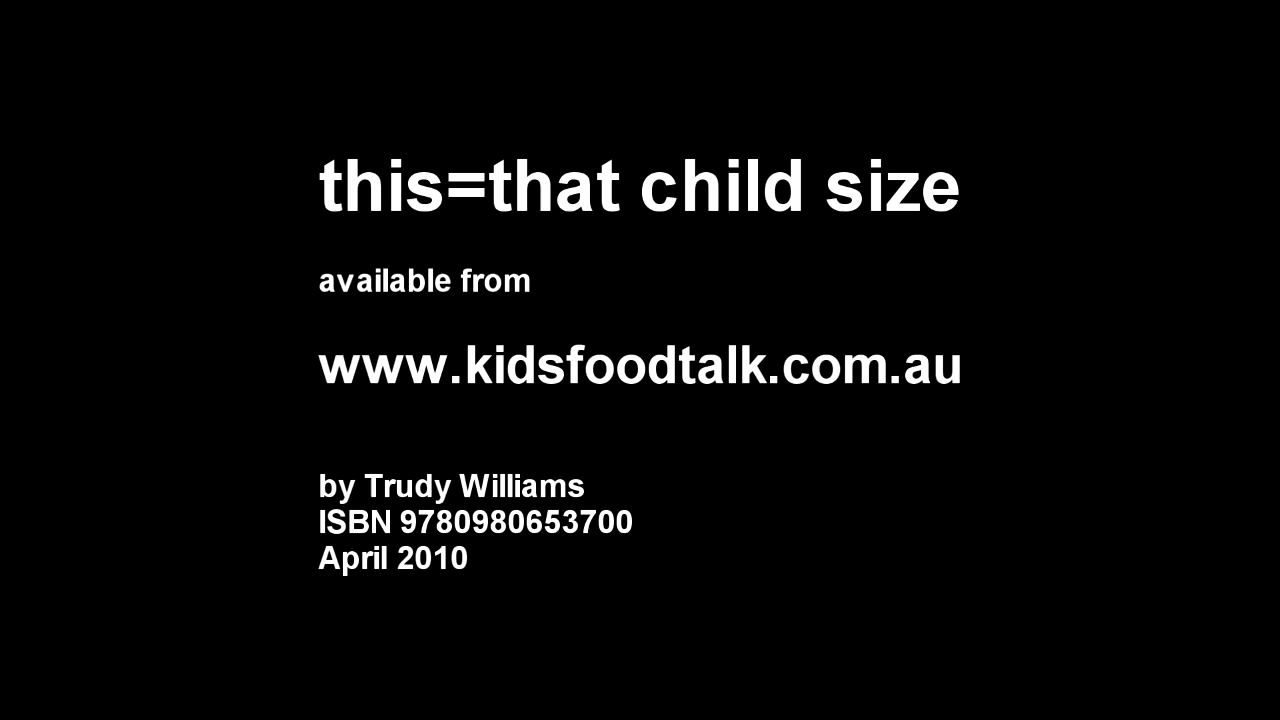 this=that child size
available from
www.kidsfoodtalk.com.au
by Trudy Williams
ISBN 9780980653700
April 2010